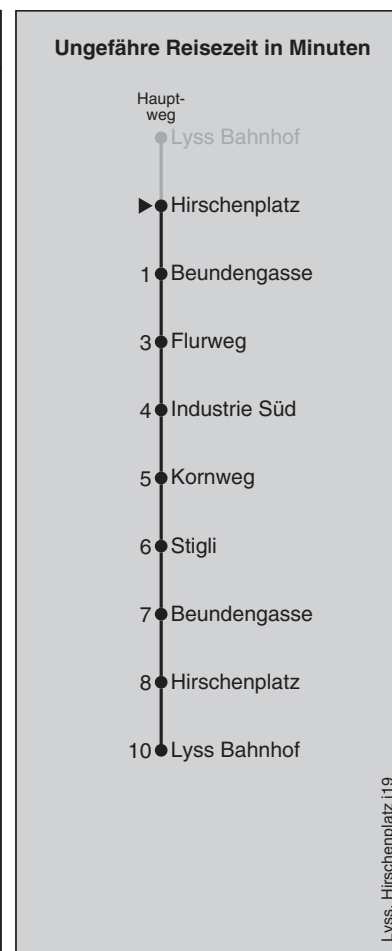 Ungefähre Reisezeit in Minuten
Haupt-
weg
Lyss Bahnhof
Hirschenplatz
1 Beundengasse
3 Flurweg
4 Industrie Süd
5 Kornweg
6 Stigli
7 Beundengasse
8 Hirschenplatz
10 Lyss Bahnhof
Lyss, Hirschenplatz j19